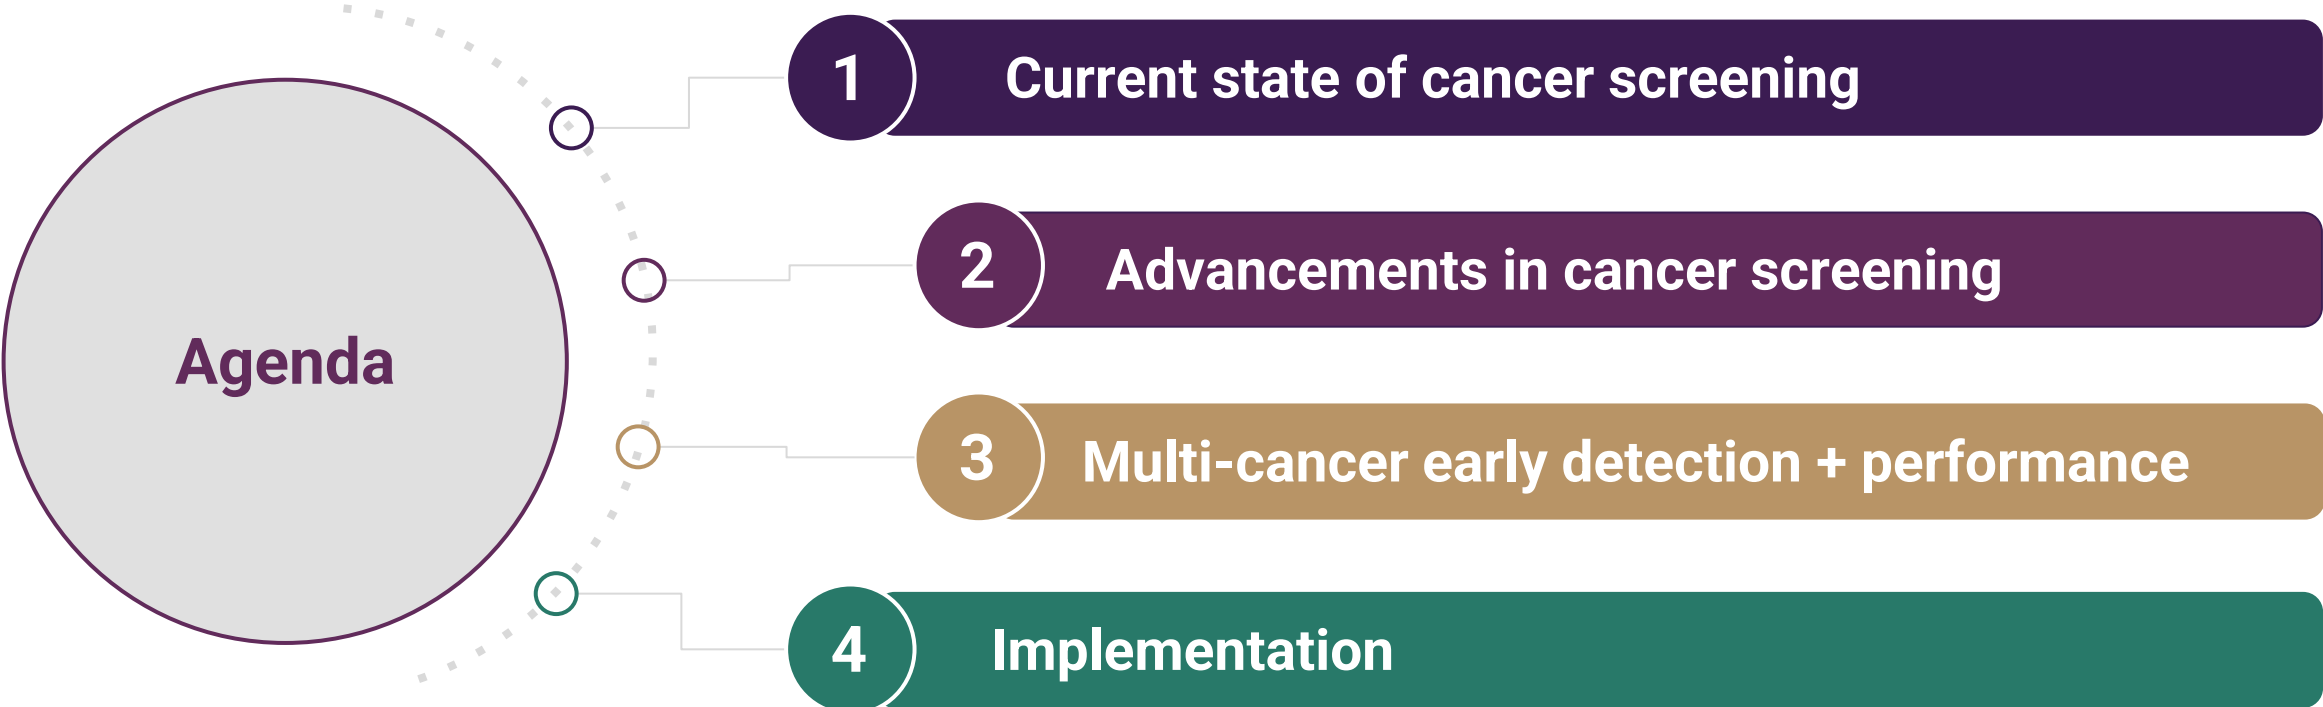 Agenda
1 Current state of cancer screening
2 Advancements in cancer screening
3 Multi-cancer early detection + performance
4 Implementation